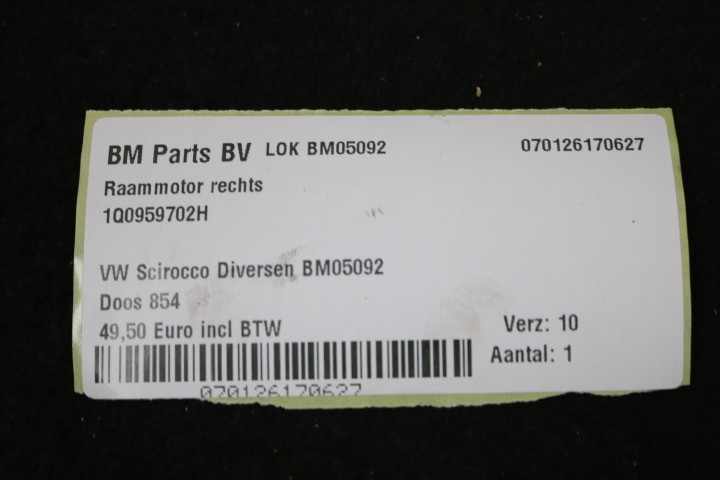 BM Parts BV LOK BM05092 070126170627
Raammotor rechts
1Q0959702H
VW Scirocco Diversen BM05092
Doos 854
49,50 Euro incl BTW Verz: 10
Aantal: 1
070126170627